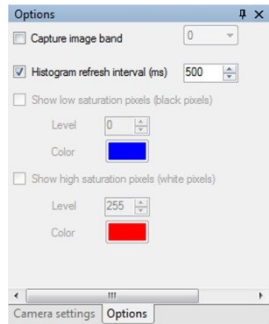 Options
Capture image band 0
Histogram refresh interval (ms) 500
Show low saturation pixels (black pixels)
Level 0
Color
Show high saturation pixels (white pixels)
Level 255
Color
Camera settings Options